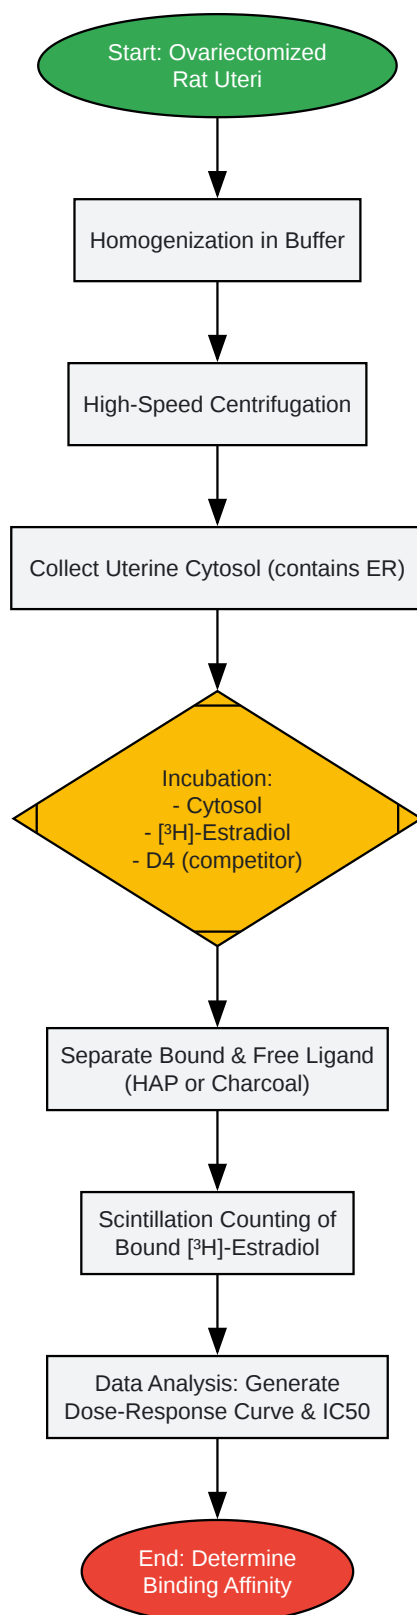 Start: Ovariectomized
Rat Uteri
Homogenization in Buffer
High-Speed Centrifugation
Collect Uterine Cytosol (contains ER)
Incubation:
- Cytosol
- [³H]-Estradiol
- D4 (competitor)
Separate Bound & Free Ligand
(HAP or Charcoal)
Scintillation Counting of
Bound [³H]-Estradiol
Data Analysis: Generate
Dose-Response Curve & IC50
End: Determine
Binding Affinity